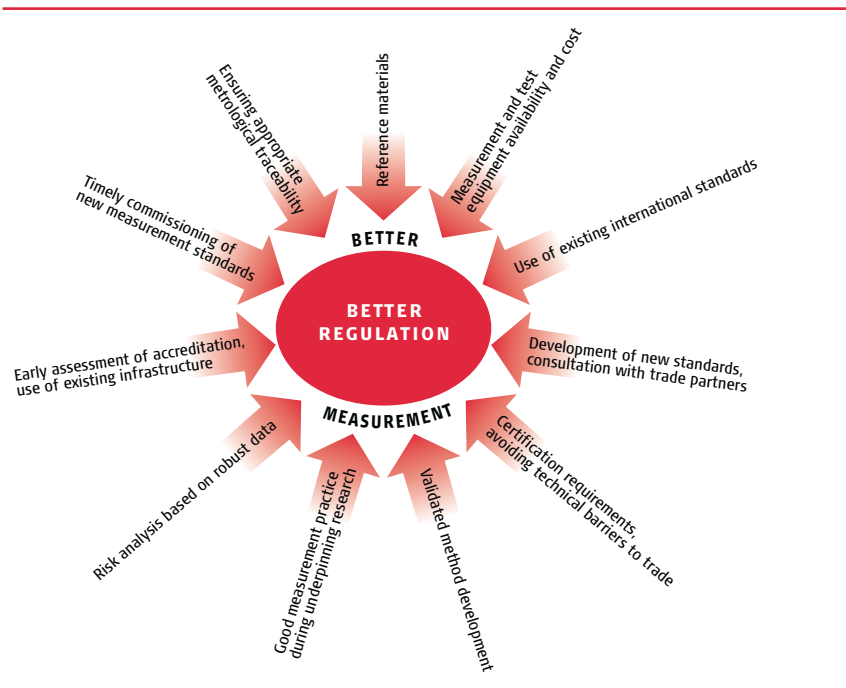 Reference materials
Measurement and test
equipment availability and cost
Use of existing international standards
Development of new standards,
consultation with trade partners
Certification requirements,
avoiding technical barriers to trade
Validated method development
Good measurement practice
during underpinning research
Risk analysis based on robust data
Early assessment of accreditation,
use of existing infrastructure
Timely commissioning of
new measurement standards
Ensuring appropriate
metrological traceability
BETTER
BETTER
REGULATION
MEASUREMENT